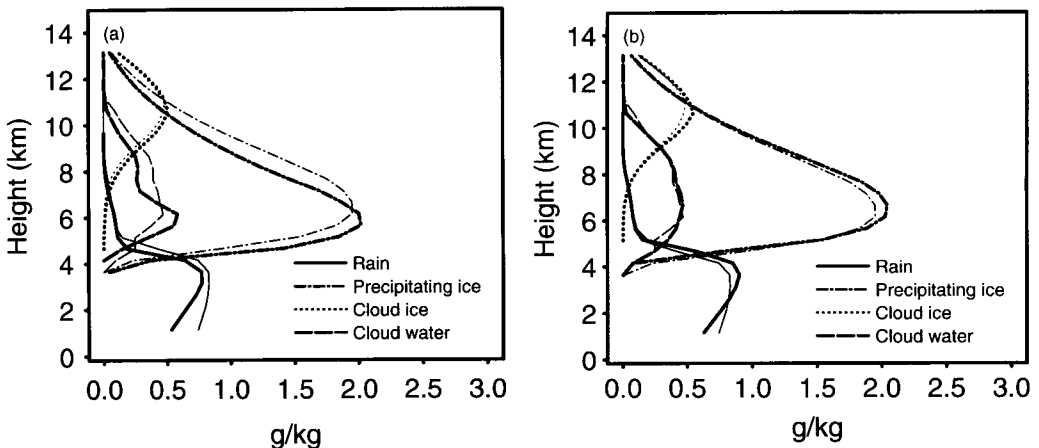 (a)
14
12
10
8
6
4
2
0
Height (km)
Rain
Precipitating ice
Cloud ice
Cloud water
0.0 0.5 1.0 1.5 2.0 2.5 3.0
g/kg
(b)
14
12
10
8
6
4
2
0
Height (km)
Rain
Precipitating ice
Cloud ice
Cloud water
0.0 0.5 1.0 1.5 2.0 2.5 3.0
g/kg